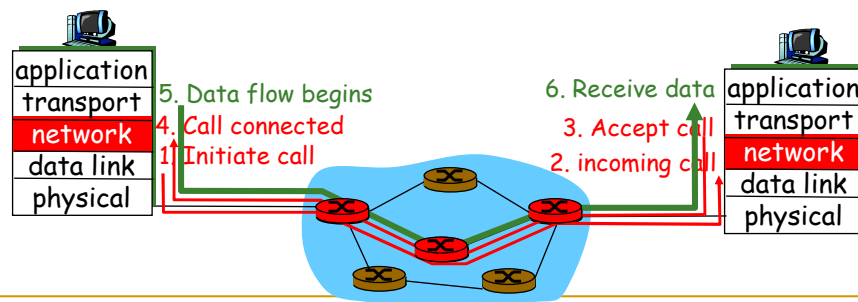 application
transport
network
data link
physical
5. Data flow begins
4. Call connected
1. Initiate call
6. Receive data
3. Accept call
2. incoming call
application
transport
network
data link
physical